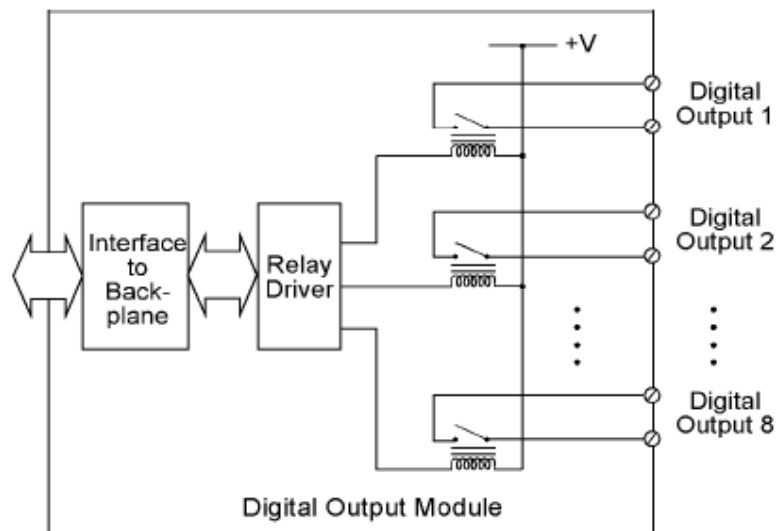 +V
Digital
Output 1
Digital
Output 2
Interface
to
Back-
plane
Relay
Driver
Digital
Output 8
Digital Output Module